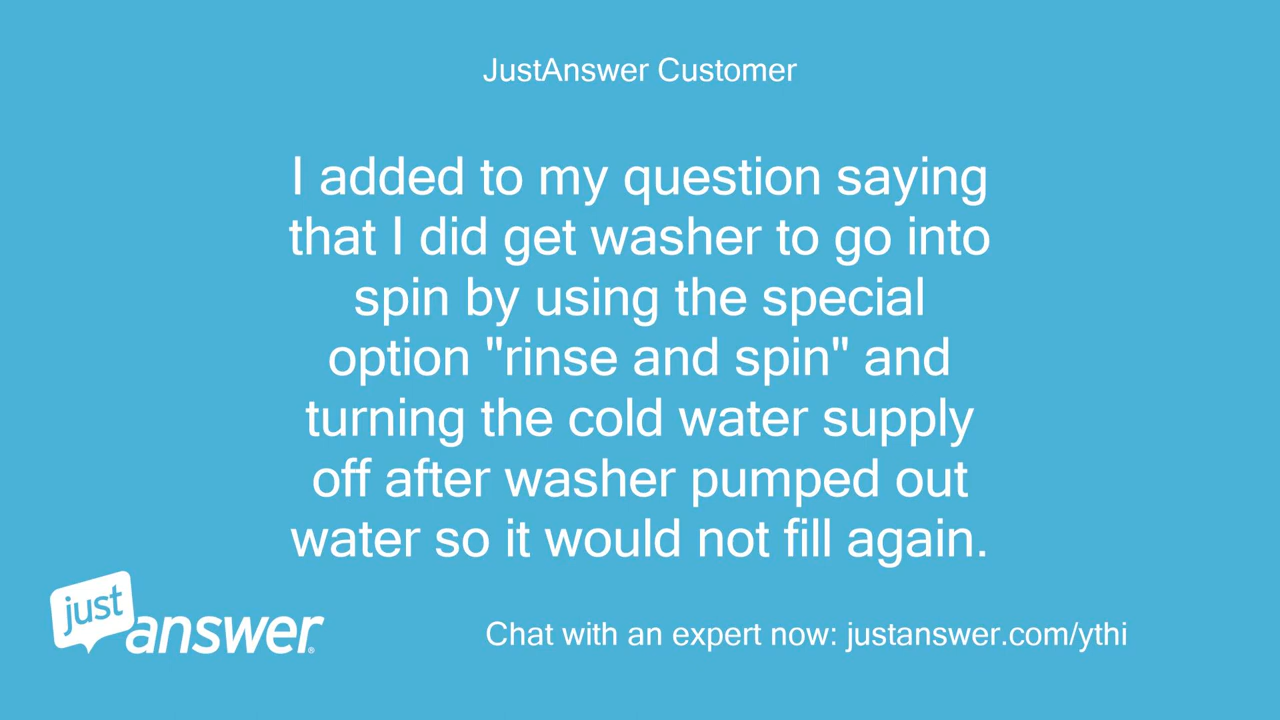 JustAnswer Customer
I added to my question saying
that I did get washer to go into
spin by using the special
option "rinse and spin" and
turning the cold water supply
off after washer pumped out
water so it would not fill again.
just
answer®
Chat with an expert now: justanswer.com/ythi